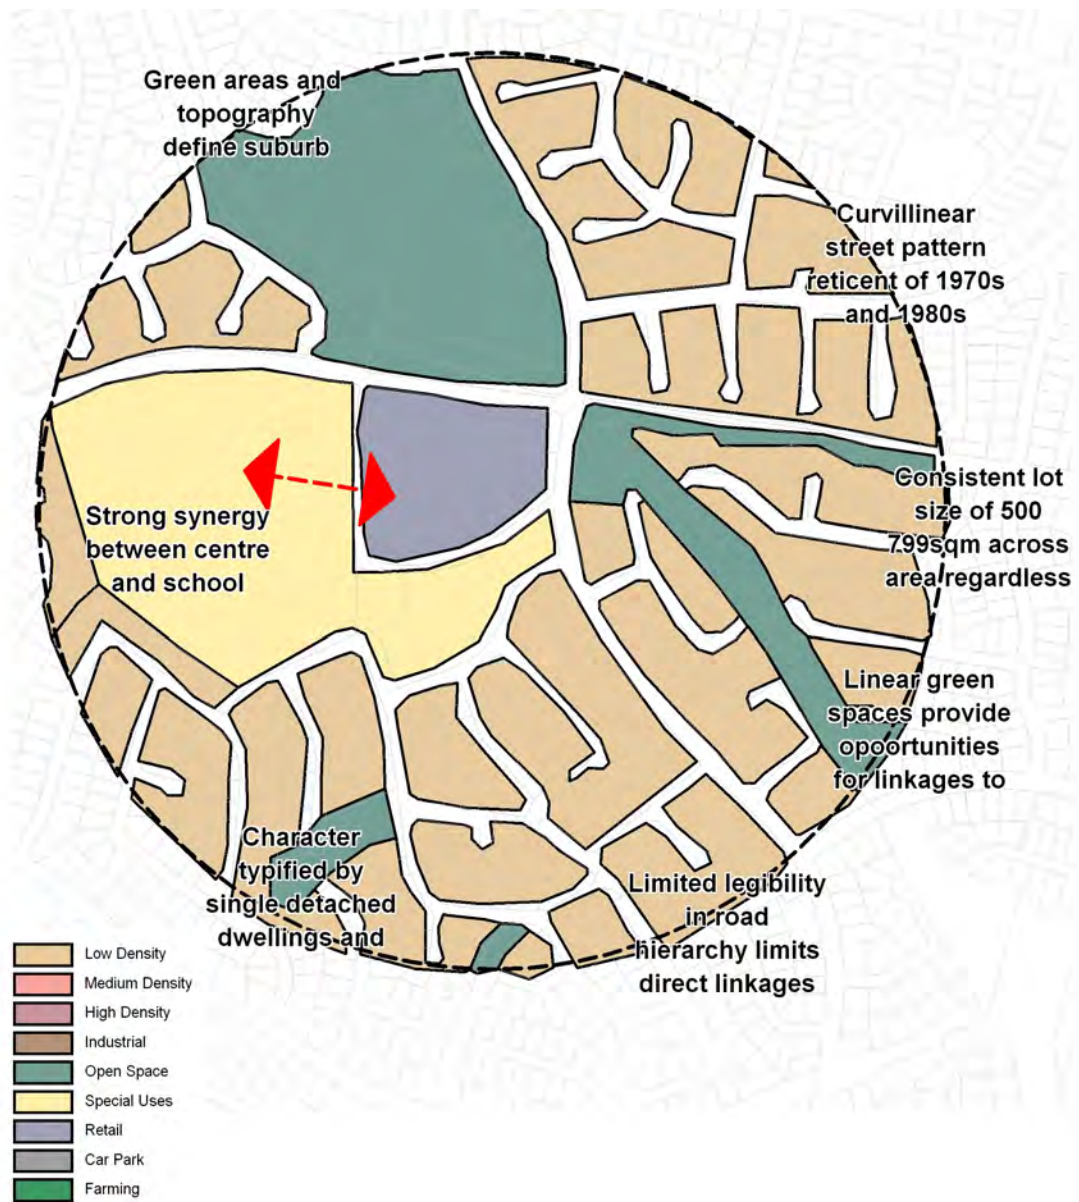 Green areas and
topography
define suburb
Curvillinear
street pattern
reticent of 1970s
and 1980s
Consistent lot
size of 500
799sqm across
area regardless
Strong synergy
between centre
and school
Linear green
spaces provide
opoortunities
for linkages to
Character
typified by
single detached
dwellings and
Limited legibility
in road
hierarchy limits
direct linkages
Low Density
Medium Density
High Density
Industrial
Open Space
Special Uses
Retail
Car Park
Farming